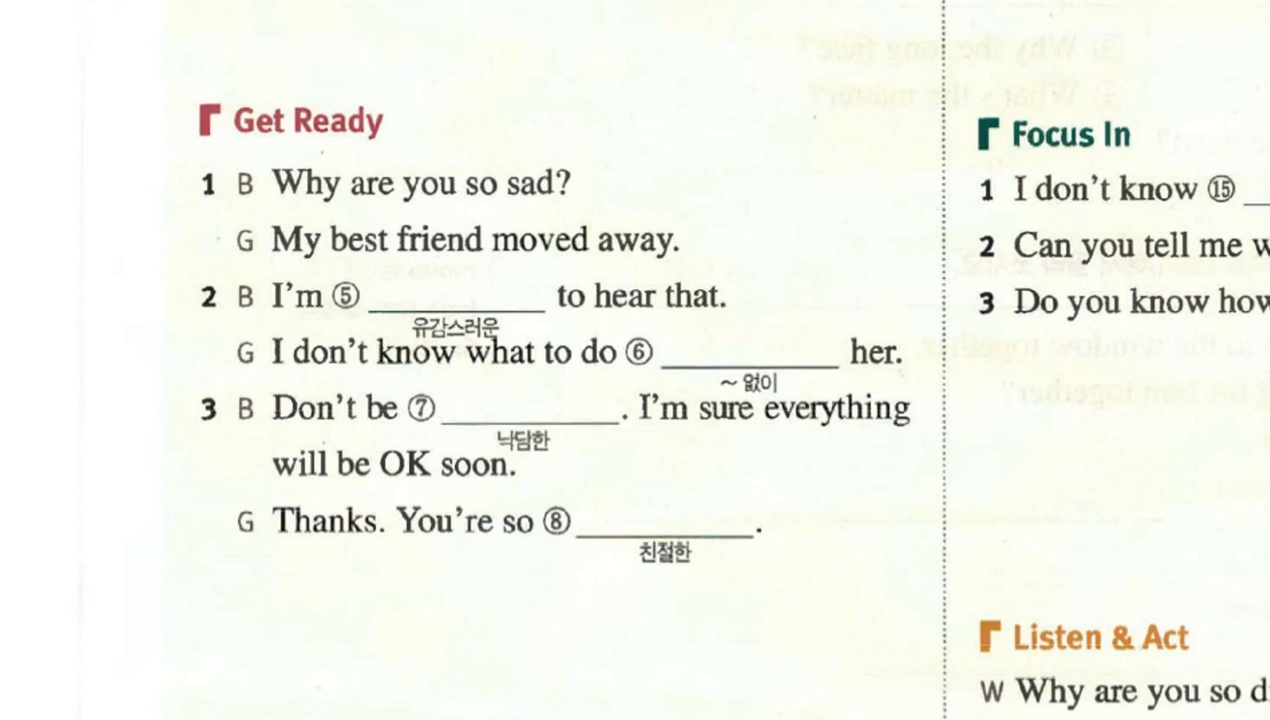 Get Ready
1 B Why are you so sad?
G My best friend moved away.
2 B I'm ⑤ ________ to hear that.
유감스러운
G I don't know what to do ⑥ ________ her.
~ 없이
3 B Don't be ⑦ ________. I'm sure everything
낙담한
will be OK soon.
G Thanks. You're so ⑧ ________.
친절한
Focus In
1 I don't know ⑮ __
2 Can you tell me
3 Do you know how
Listen & Act
W Why are you so